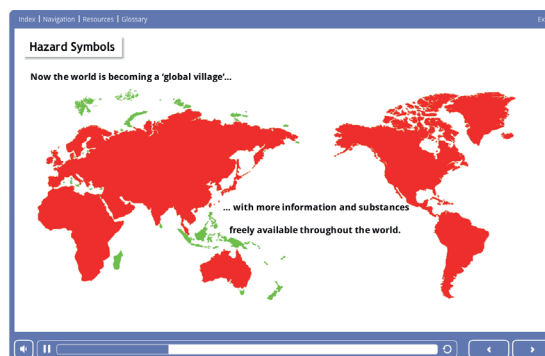 Index | Navigation | Resources | Glossary
Hazard Symbols
Now the world is becoming a ‘global village’...
... with more information and substances
freely available throughout the world.